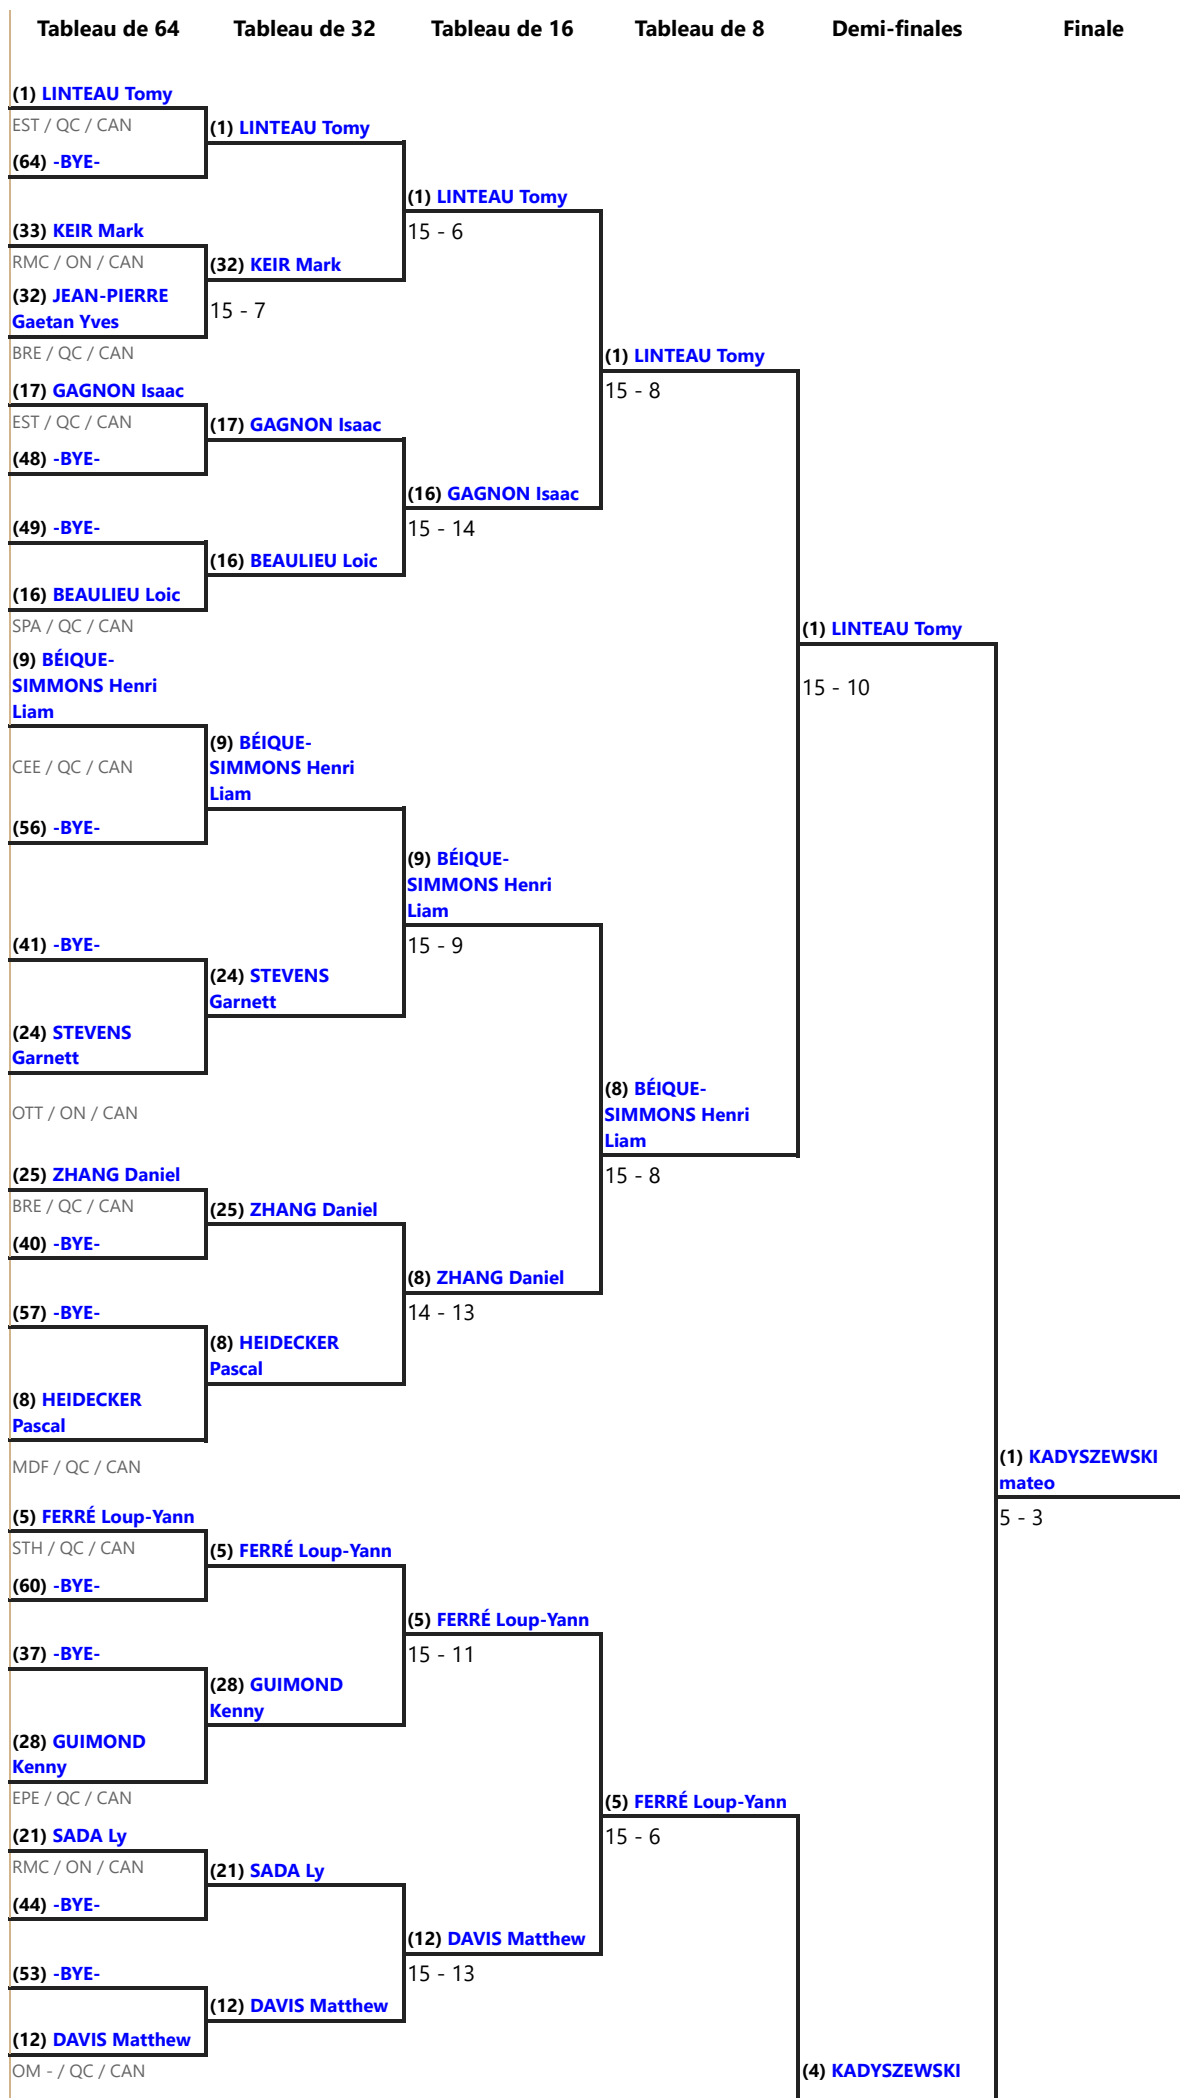 Tableau de 64 Tableau de 32 Tableau de 16 Tableau de 8 Demi-finales Finale
(1) LINTEAU Tomy
EST / QC / CAN
(1) LINTEAU Tomy
(64) -BYE-
(1) LINTEAU Tomy
15 - 6
(33) KEIR Mark
RMC / ON / CAN
(32) KEIR Mark
(32) JEAN-PIERRE
Gaetan Yves
15 - 7
BRE / QC / CAN
(1) LINTEAU Tomy
15 - 8
(17) GAGNON Isaac
EST / QC / CAN
(17) GAGNON Isaac
(48) -BYE-
(16) GAGNON Isaac
15 - 14
(49) -BYE-
(16) BEAULIEU Loic
(16) BEAULIEU Loic
SPA / QC / CAN
(1) LINTEAU Tomy
15 - 10
(9) BÉIQUE-
SIMMONS Henri
Liam
CEE / QC / CAN
(9) BÉIQUE-
SIMMONS Henri
Liam
(56) -BYE-
(9) BÉIQUE-
SIMMONS Henri
Liam
15 - 9
(41) -BYE-
(24) STEVENS
Garnett
(24) STEVENS
Garnett
OTT / ON / CAN
(8) BÉIQUE-
SIMMONS Henri
Liam
15 - 8
(25) ZHANG Daniel
BRE / QC / CAN
(25) ZHANG Daniel
(40) -BYE-
(8) ZHANG Daniel
14 - 13
(57) -BYE-
(8) HEIDECKER
Pascal
(8) HEIDECKER
Pascal
MDF / QC / CAN
(1) KADYSZEWSKI
mateo
5 - 3
(5) FERRÉ Loup-Yann
STH / QC / CAN
(5) FERRÉ Loup-Yann
(60) -BYE-
(5) FERRÉ Loup-Yann
15 - 11
(37) -BYE-
(28) GUIMOND
Kenny
(28) GUIMOND
Kenny
EPE / QC / CAN
(5) FERRÉ Loup-Yann
15 - 6
(21) SADA Ly
RMC / ON / CAN
(21) SADA Ly
(44) -BYE-
(12) DAVIS Matthew
15 - 13
(53) -BYE-
(12) DAVIS Matthew
(12) DAVIS Matthew
OM - / QC / CAN
(4) KADYSZEWSKI